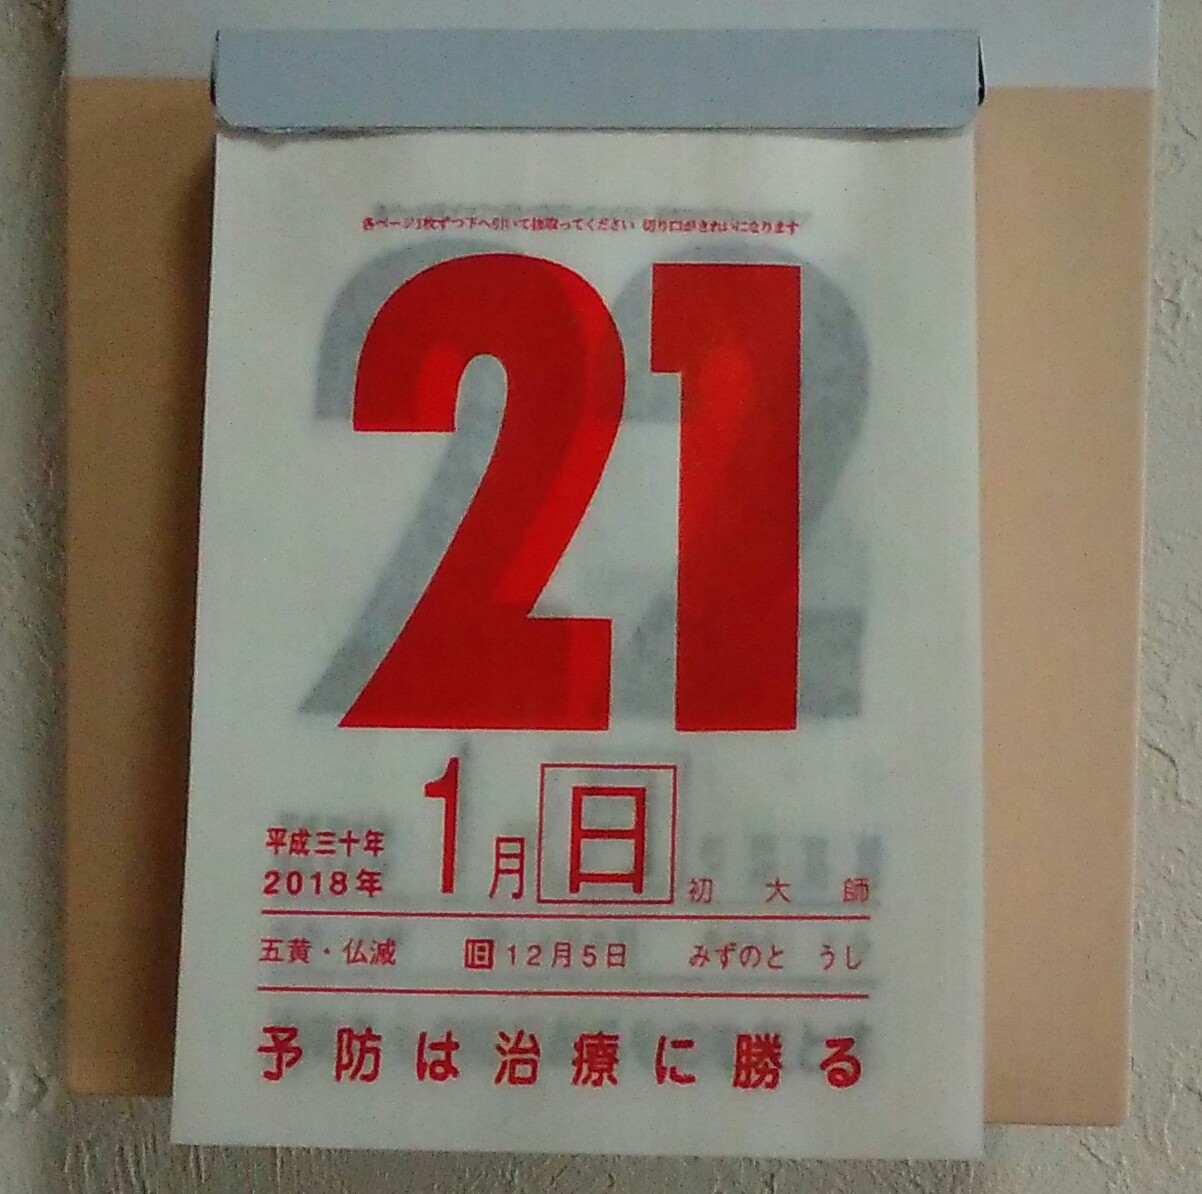 各ページ1枚ずつ下へ引いて抜取ってください 切り口がきれいになります
21
平成三十年
2018年
1月 日 初大師
五黄・仏滅 旧12月5日 みずのと うし
予防は治療に勝る